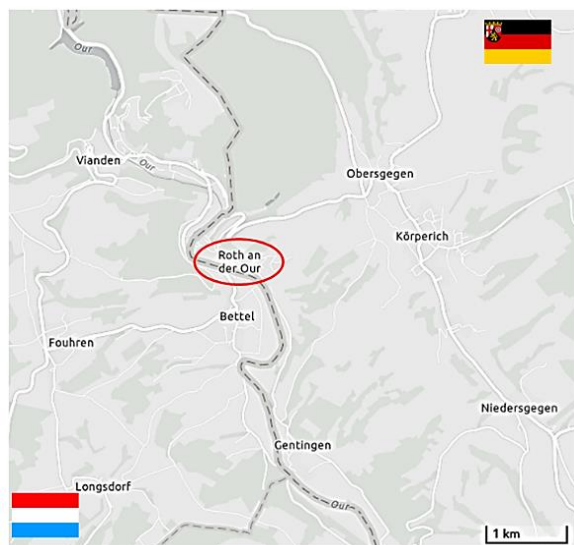 Our
Vianden
Our
Obersgegen
Körperich
Roth an
der Our
Bettel
Fouhren
Niedersgegen
Gentingen
Longsdorf
Our
1 km